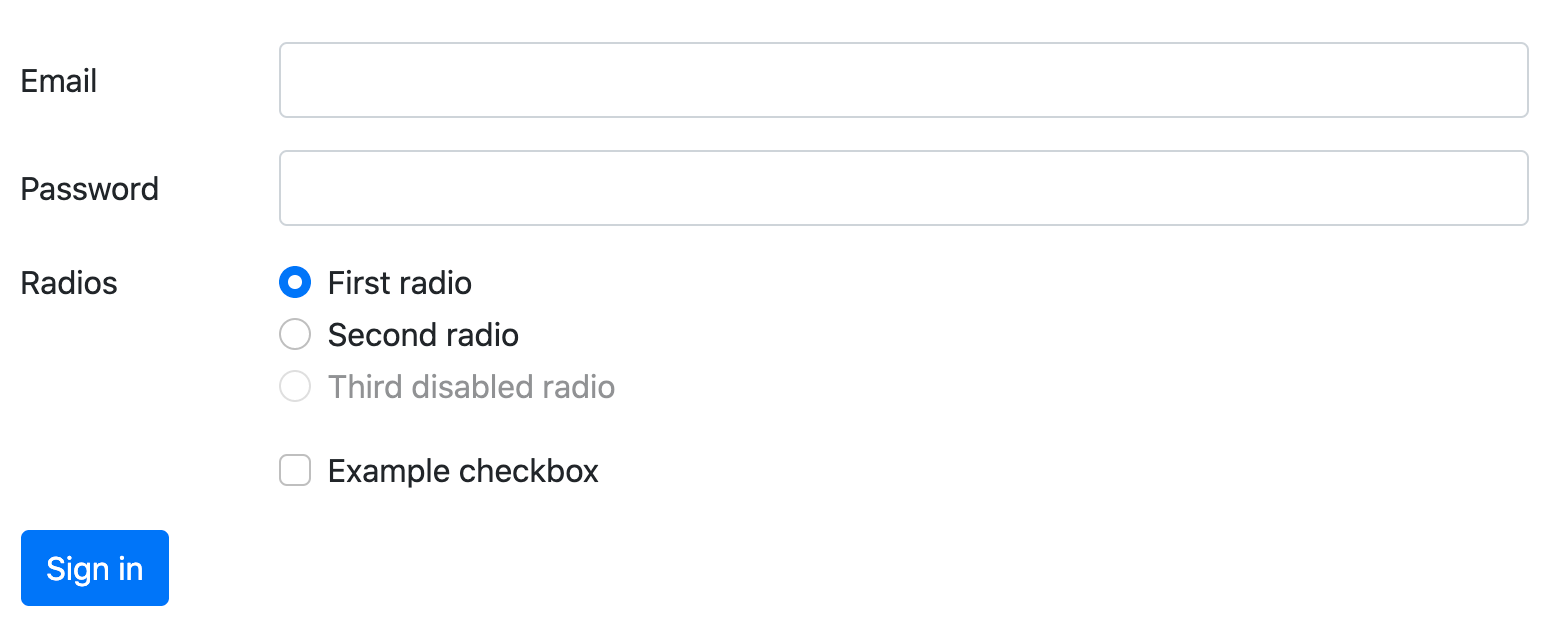 Email
Password
Radios
First radio
Second radio
Third disabled radio
Example checkbox
Sign in